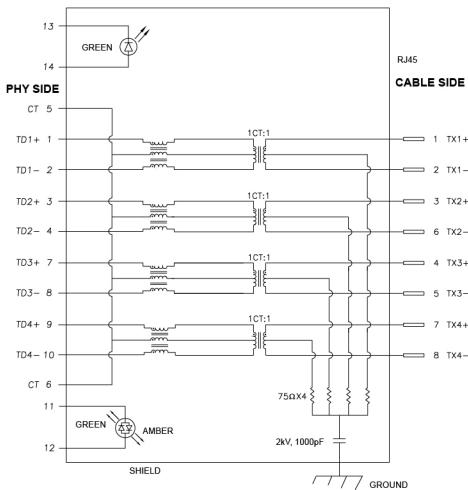 13
GREEN
14
RJ45
PHY SIDE
CABLE SIDE
CT 5
1CT:1
TD1+ 1
1 TX1+
TD1- 2
2 TX1-
1CT:1
TD2+ 3
3 TX2+
TD2- 4
6 TX2-
1CT:1
TD3+ 7
4 TX3+
TD3- 8
5 TX3-
1CT:1
TD4+ 9
7 TX4+
TD4- 10
8 TX4-
CT 6
75ΩX4
11
GREEN
AMBER
12
2kV, 1000pF
SHIELD
GROUND